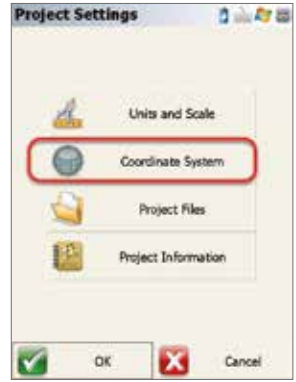 Project Settings
Units and Scale
Coordinate System
Project Files
Project Information
OK
Cancel